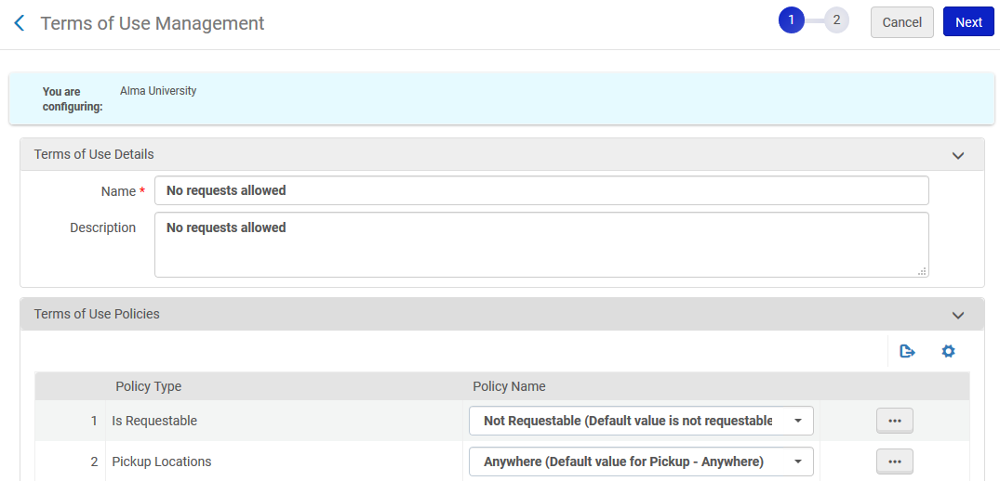 Terms of Use Management
1 2
Cancel
Next
You are configuring:
Alma University
Terms of Use Details
Name *
No requests allowed
Description
No requests allowed
Terms of Use Policies
Policy Type Policy Name
1 Is Requestable Not Requestable (Default value is not requestable
2 Pickup Locations Anywhere (Default value for Pickup - Anywhere)